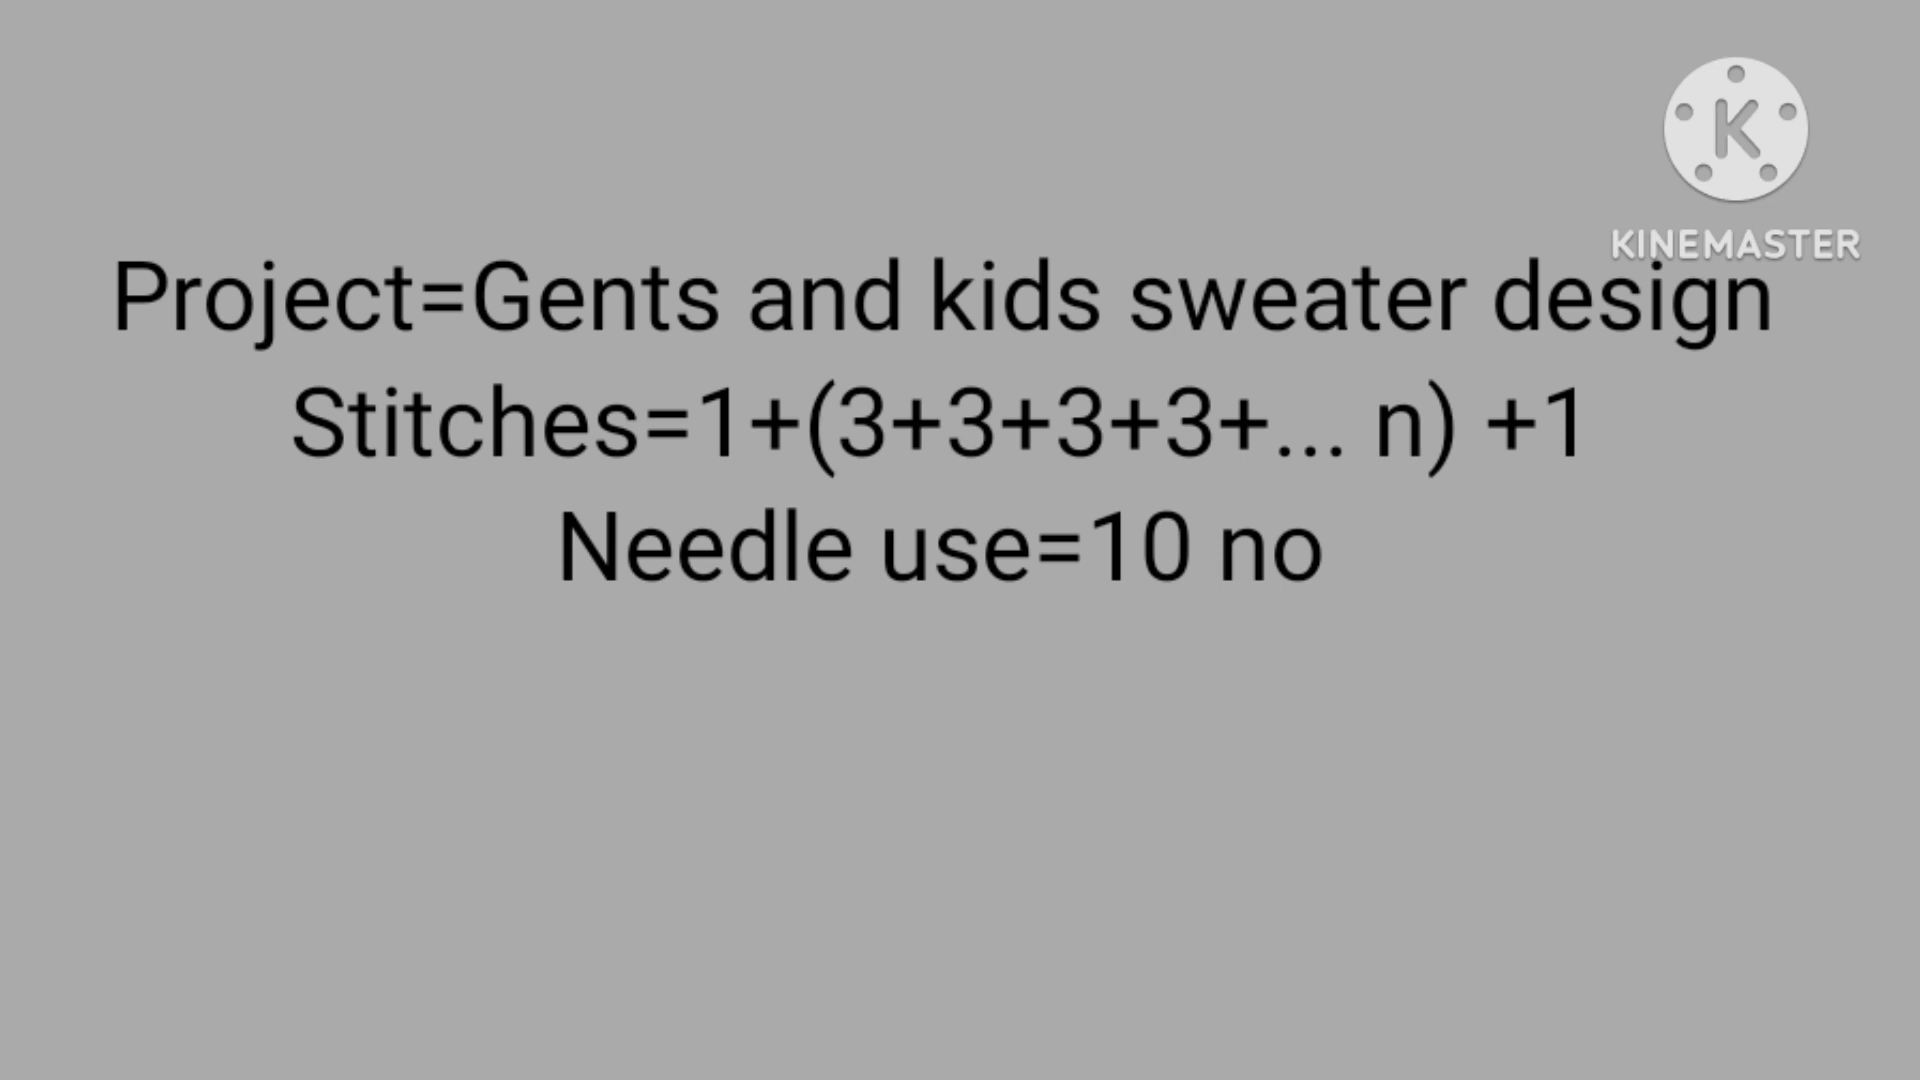 K
KINEMASTER
Project=Gents and kids sweater design
Stitches=1+(3+3+3+3+... n) +1
Needle use=10 no